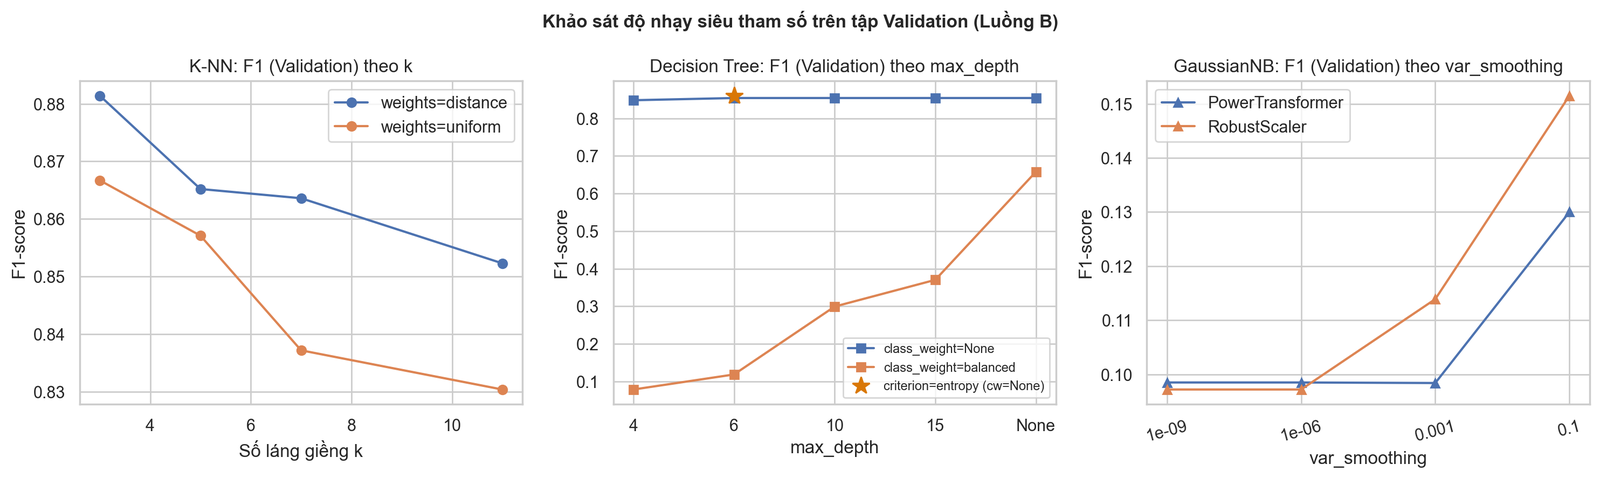 Khảo sát độ nhạy siêu tham số trên tập Validation (Luồng B)
K-NN: F1 (Validation) theo k
0.88
0.87
0.86
0.85
0.84
0.83
F1-score
weights=distance
weights=uniform
4
6
8
10
Số láng giềng k
Decision Tree: F1 (Validation) theo max_depth
0.8
0.7
0.6
0.5
0.4
0.3
0.2
0.1
F1-score
class_weight=None
class_weight=balanced
criterion=entropy (cw=None)
4
6
10
15
None
max_depth
GaussianNB: F1 (Validation) theo var_smoothing
0.15
0.14
0.13
0.12
0.11
0.10
F1-score
PowerTransformer
RobustScaler
1e-09
1e-06
0.001
0.1
var_smoothing